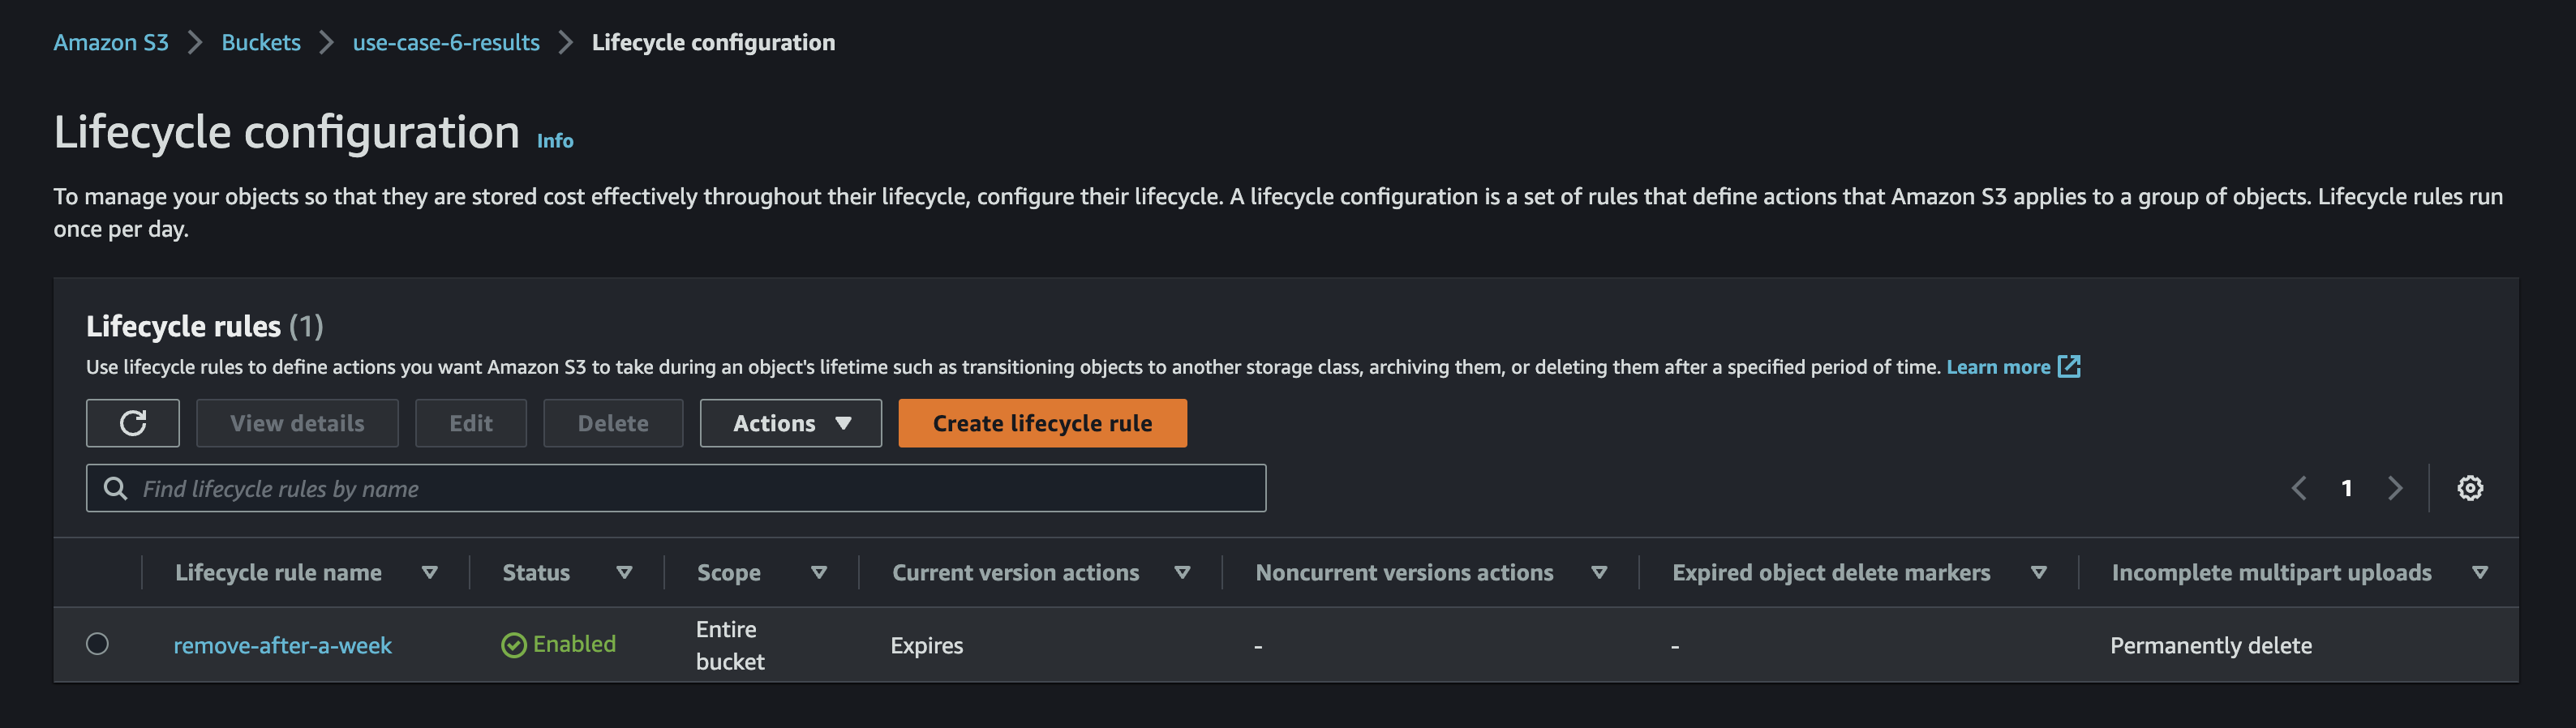 Amazon S3 > Buckets > use-case-6-results > Lifecycle configuration
Lifecycle configuration Info
To manage your objects so that they are stored cost effectively throughout their lifecycle, configure their lifecycle. A lifecycle configuration is a set of rules that define actions that Amazon S3 applies to a group of objects. Lifecycle rules run
once per day.
Lifecycle rules (1)
Use lifecycle rules to define actions you want Amazon S3 to take during an object's lifetime such as transitioning objects to another storage class, archiving them, or deleting them after a specified period of time. Learn more
View details Edit Delete Actions Create lifecycle rule
Find lifecycle rules by name 1
Lifecycle rule name Status Scope Current version actions Noncurrent versions actions Expired object delete markers Incomplete multipart uploads
remove-after-a-week Enabled Entire bucket Expires - - Permanently delete